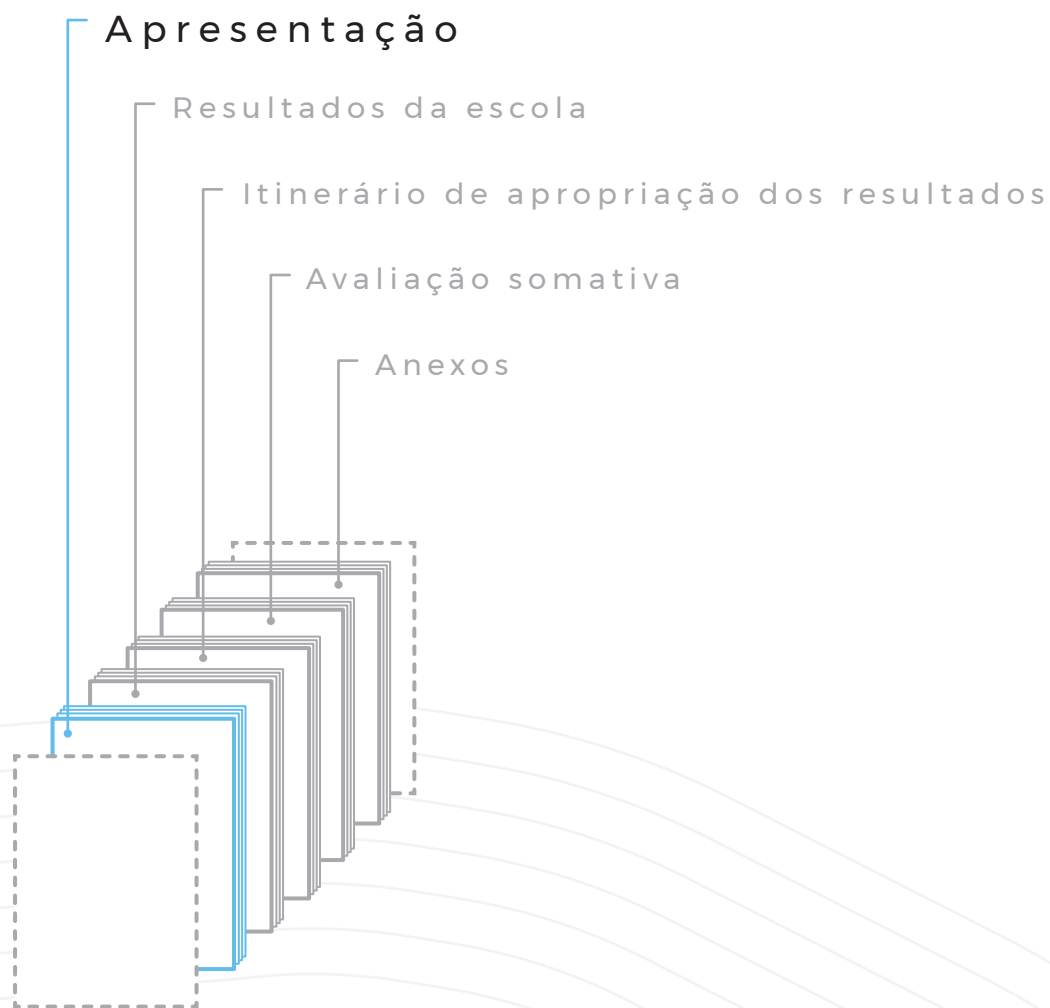 Apresentação
Resultados da escola
Itinerário de apropriação dos resultados
Avaliação somativa
Anexos